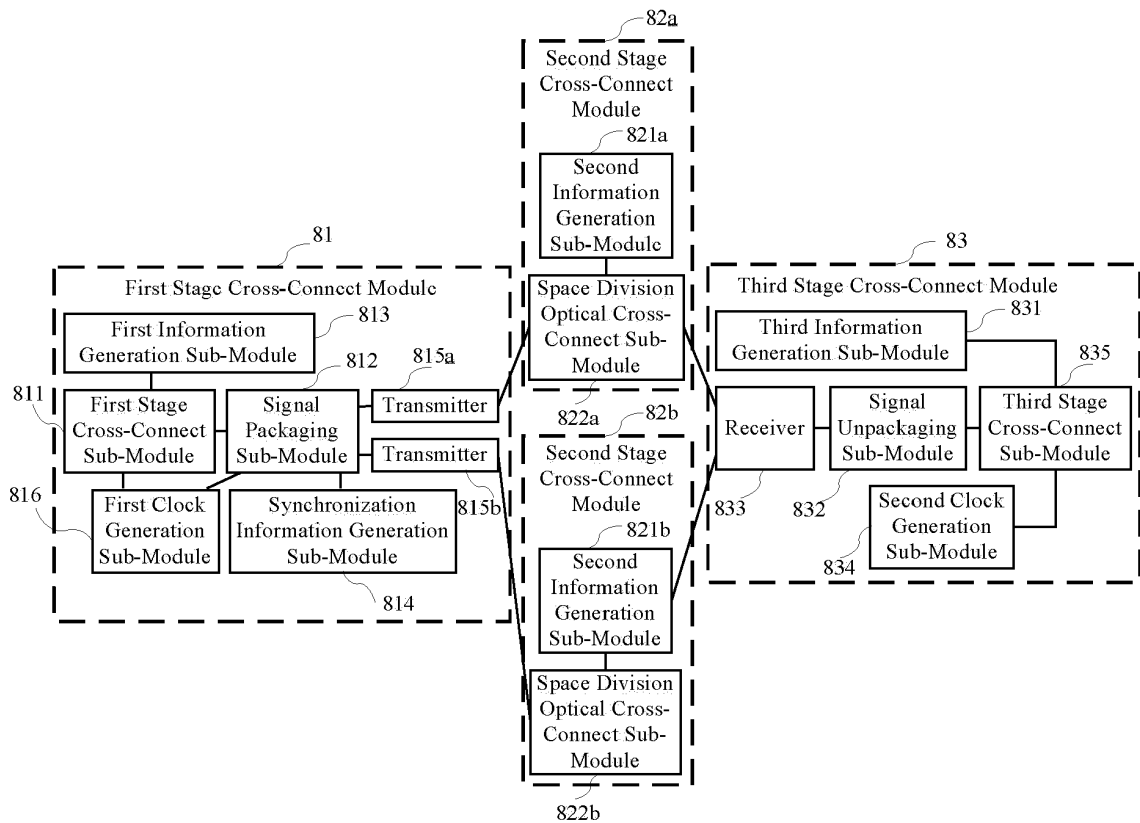 82a
Second Stage
Cross-Connect
Module
821a
Second
Information
Generation
Sub-Module
Space Division
Optical Cross-
Connect Sub-
Module
822a
81
First Stage Cross-Connect Module
813
First Information
Generation Sub-Module
812
815a
811
First Stage
Cross-Connect
Sub-Module
Signal
Packaging
Sub-Module
Transmitter
Transmitter
816
First Clock
Generation
Sub-Module
Synchronization
Information Generation
Sub-Module
815b
814
82b
Second Stage
Cross-Connect
Module
821b
Second
Information
Generation
Sub-Module
Space Division
Optical Cross-
Connect Sub-
Module
822b
83
Third Stage Cross-Connect Module
831
Third Information
Generation Sub-Module
835
Receiver
Signal
Unpackaging
Sub-Module
Third Stage
Cross-Connect
Sub-Module
833
832
Second Clock
Generation
Sub-Module
834